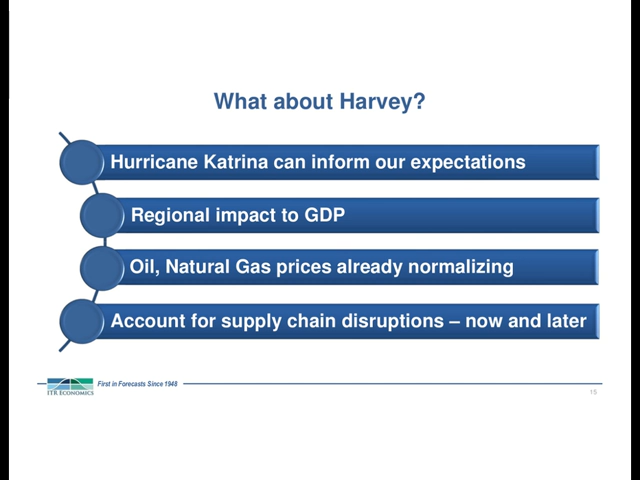 What about Harvey?
Hurricane Katrina can inform our expectations
Regional impact to GDP
Oil, Natural Gas prices already normalizing
Account for supply chain disruptions – now and later
First in Forecasts Since 1948
ITR ECONOMICS
15